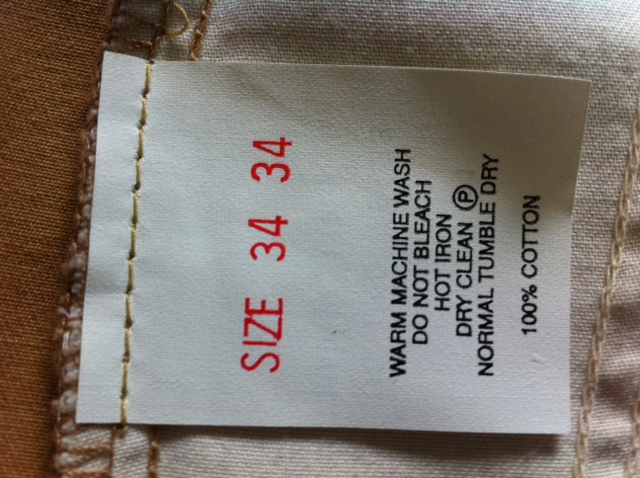 SIZE 34 34
WARM MACHINE WASH
DO NOT BLEACH
HOT IRON
DRY CLEAN Ⓟ
NORMAL TUMBLE DRY
100% COTTON